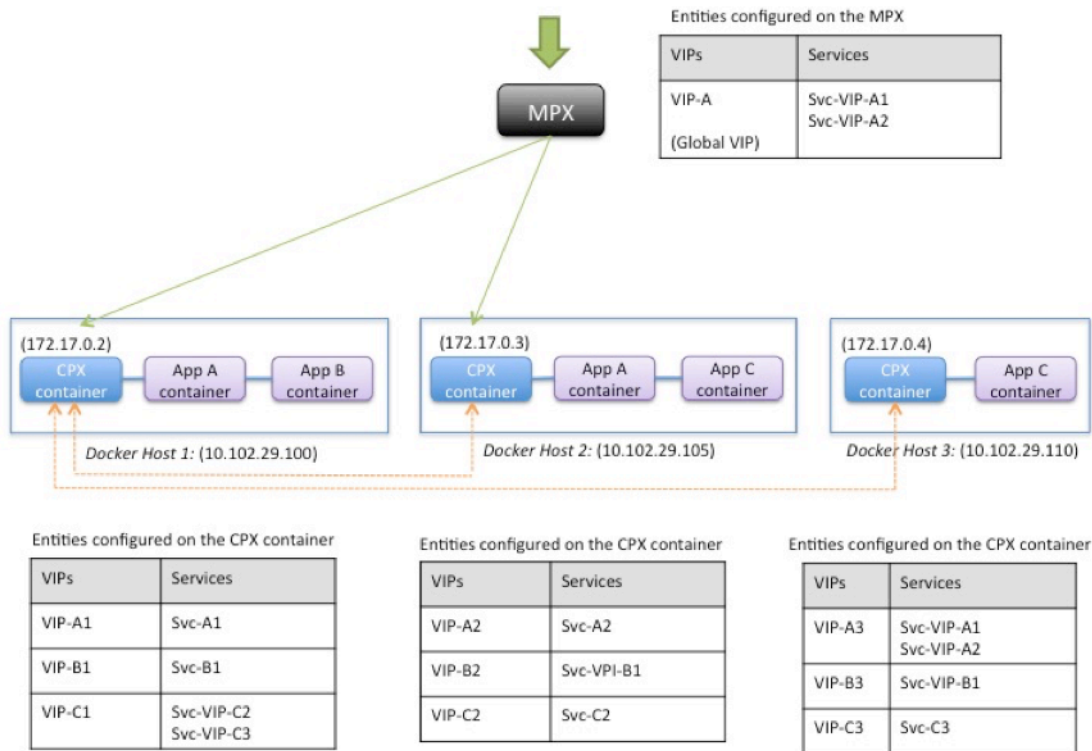 Entities configured on the MPX
VIPs Services
VIP-A Svc-VIP-A1
Svc-VIP-A2
(Global VIP)
MPX
(172.17.0.2)
CPX
container
App A
container
App B
container
Docker Host 1: (10.102.29.100)
(172.17.0.3)
CPX
container
App A
container
App C
container
Docker Host 2: (10.102.29.105)
(172.17.0.4)
CPX
container
App C
container
Docker Host 3: (10.102.29.110)
Entities configured on the CPX container
VIPs Services
VIP-A1 Svc-A1
VIP-B1 Svc-B1
VIP-C1 Svc-VIP-C2
Svc-VIP-C3
Entities configured on the CPX container
VIPs Services
VIP-A2 Svc-A2
VIP-B2 Svc-VPI-B1
VIP-C2 Svc-C2
Entities configured on the CPX container
VIPs Services
VIP-A3 Svc-VIP-A1
Svc-VIP-A2
VIP-B3 Svc-VIP-B1
VIP-C3 Svc-C3